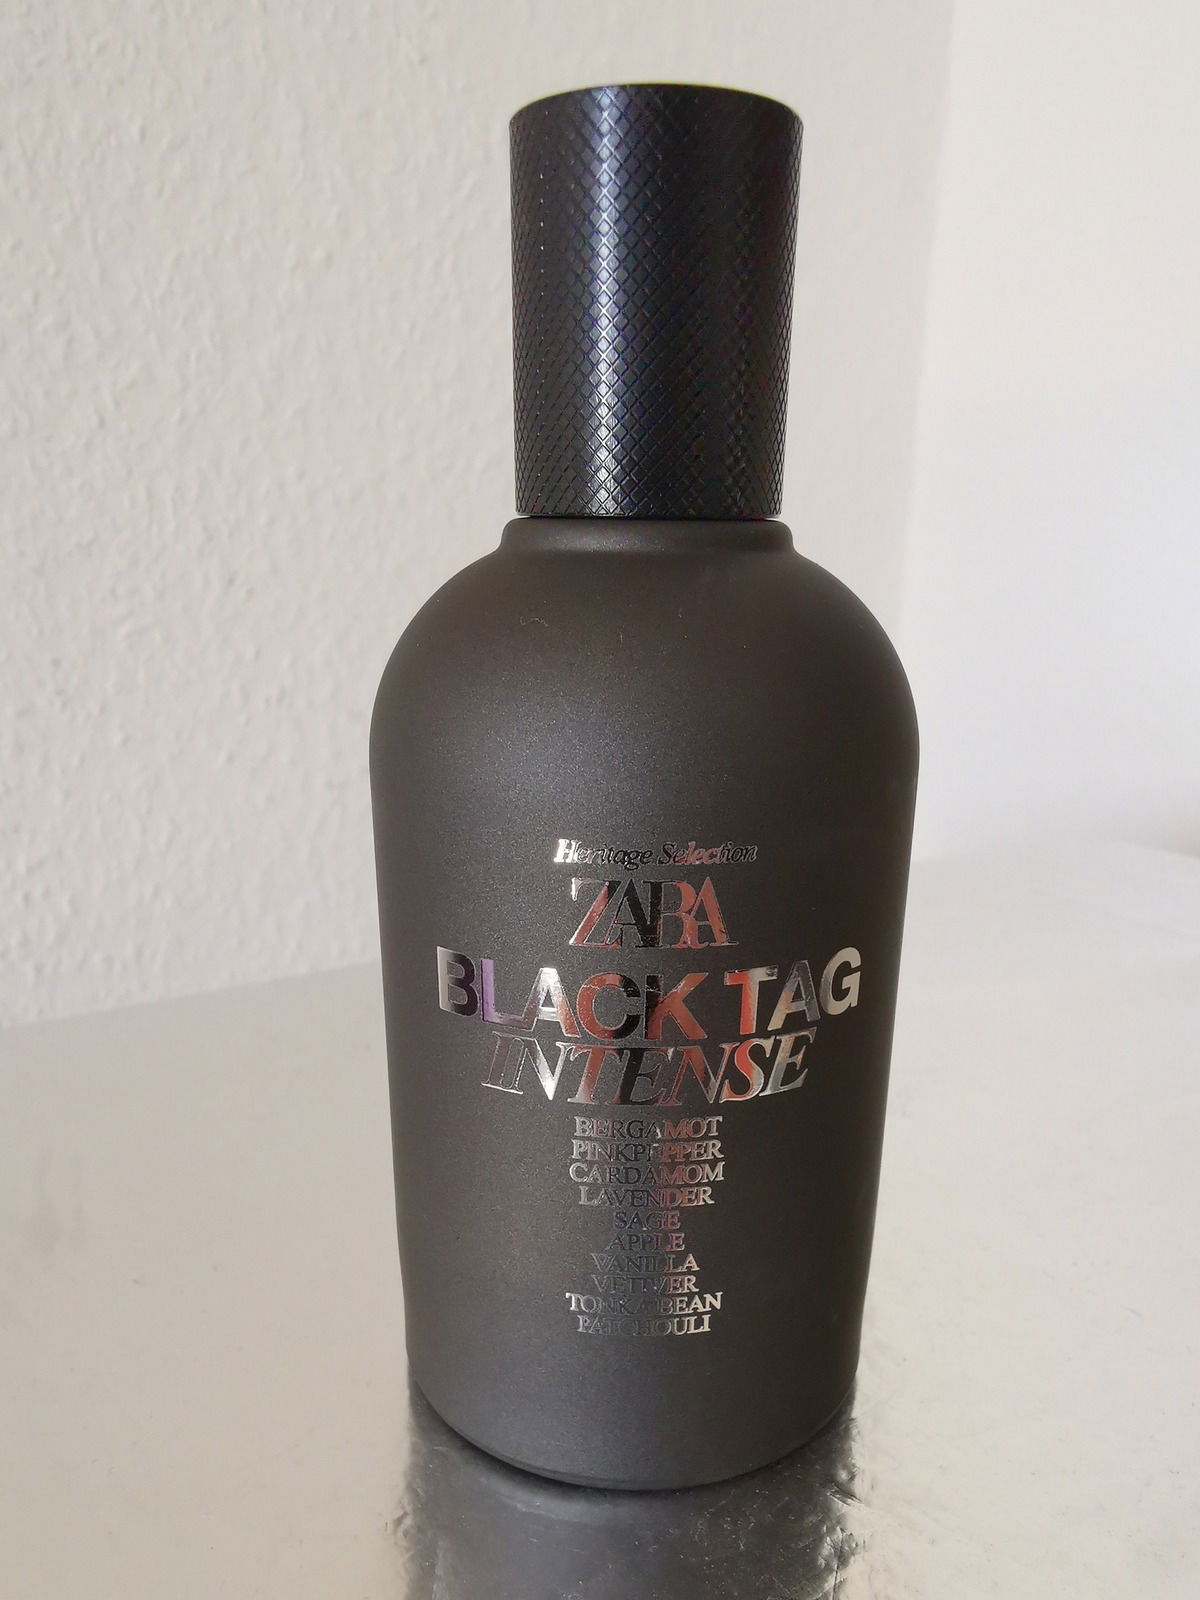 Heritage Selection
ZARA
BLACK TAG
INTENSE
BERGAMOT
PINKPEPPER
CARDAMOM
LAVENDER
SAGE
APPLE
VANILLA
VETIVER
TONKA BEAN
PATCHOULI